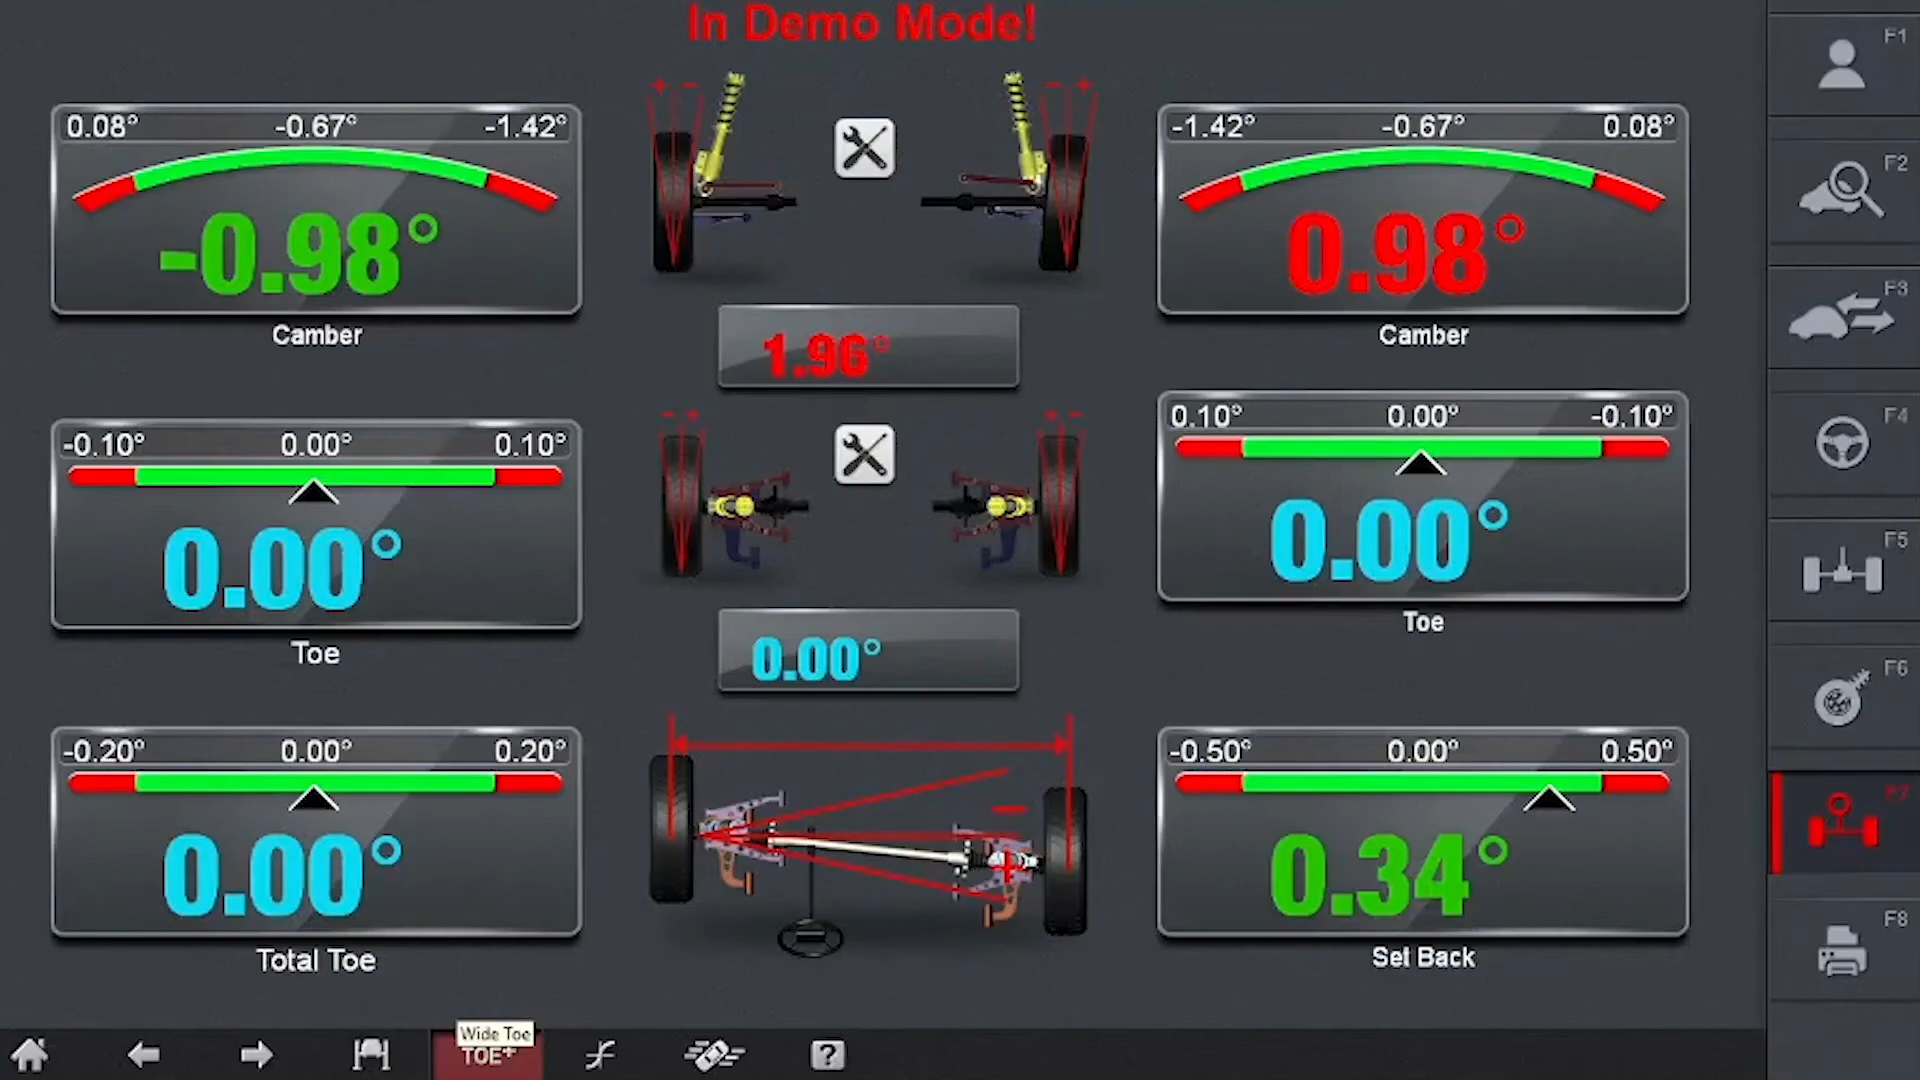 In Demo Mode!
0.08° -0.67° -1.42°
-0.98°
Camber
-1.42° -0.67° 0.08°
0.98°
Camber
1.96°
-0.10° 0.00° 0.10°
0.00°
Toe
0.10° 0.00° -0.10°
0.00°
Toe
0.00°
-0.20° 0.00° 0.20°
0.00°
Total Toe
-0.50° 0.00° 0.50°
0.34°
Set Back
F1
F2
F3
F4
F5
F6
F7
F8
Wide Toe
TOE+
?